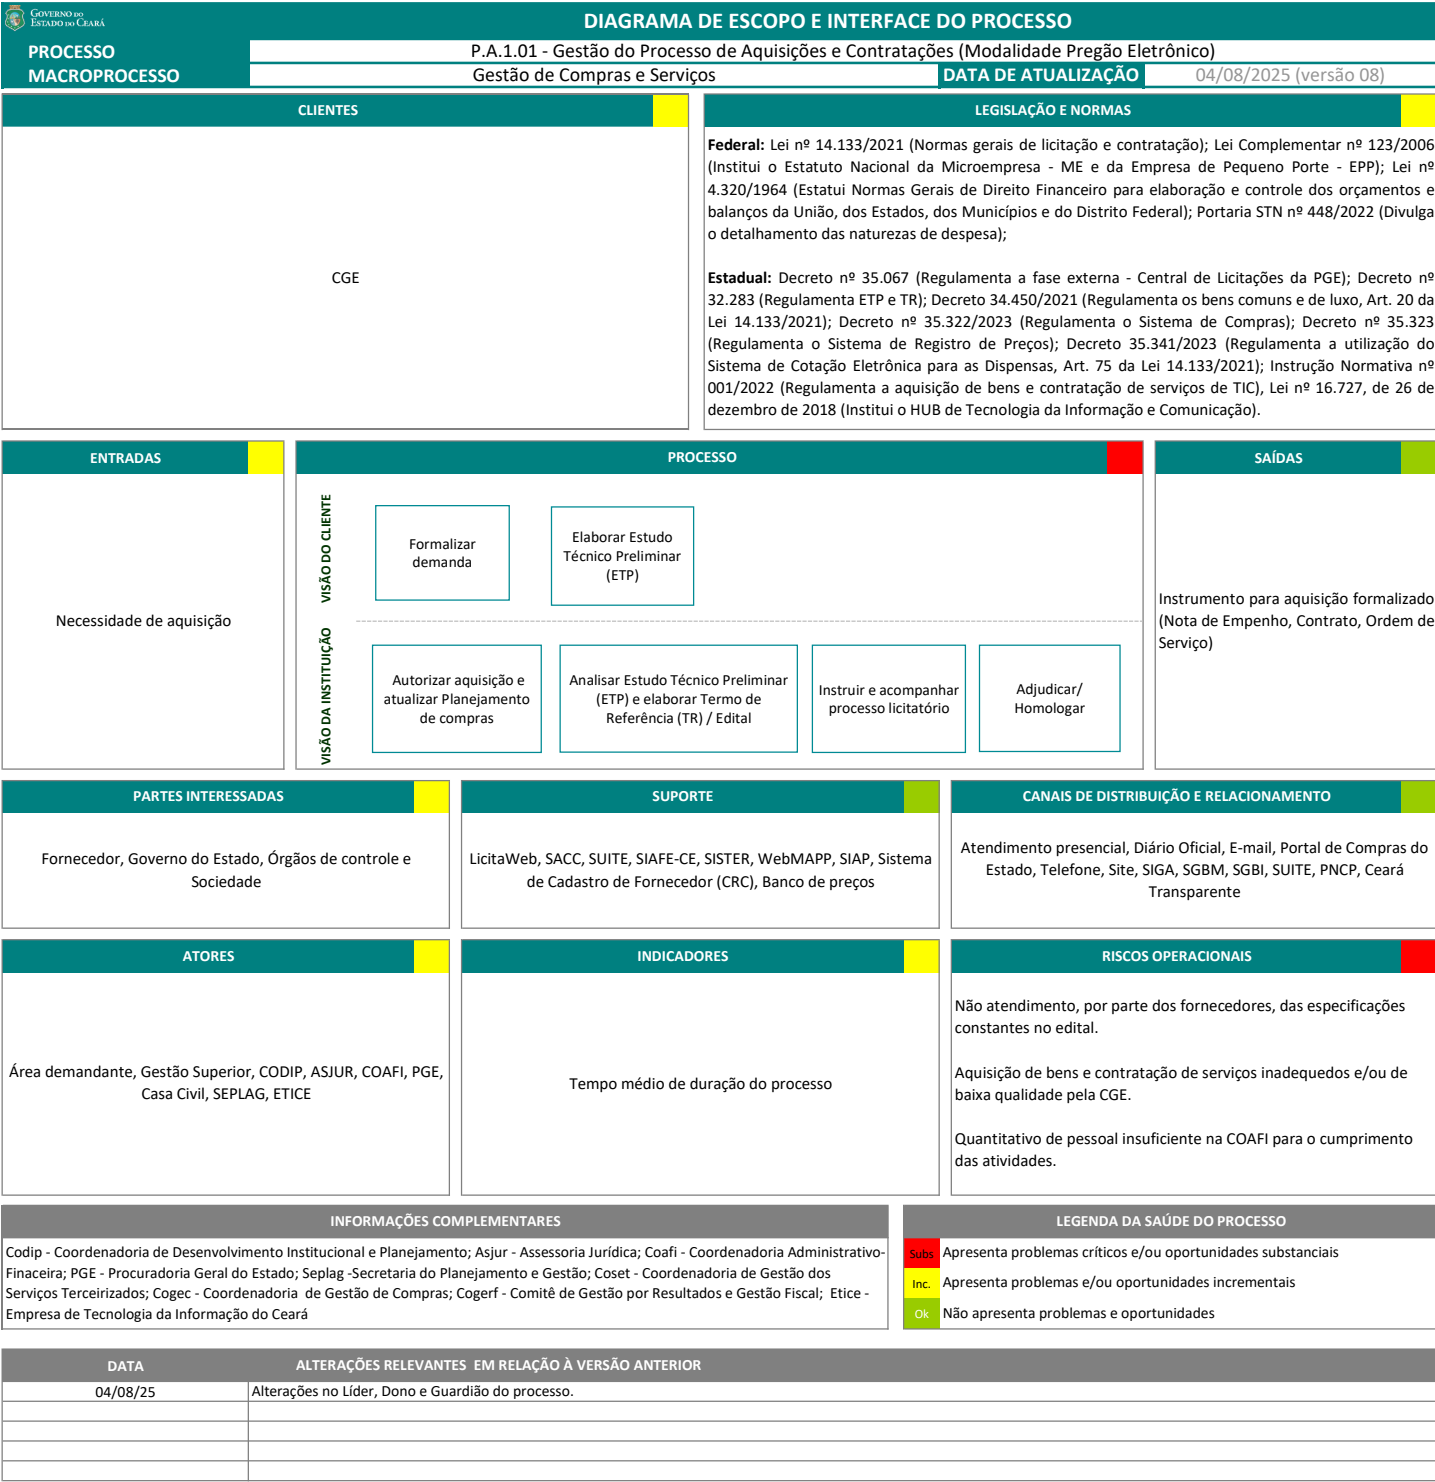 GOVERNO DO
ESTADO DO CEARÁ
DIAGRAMA DE ESCOPO E INTERFACE DO PROCESSO
PROCESSO
P.A.1.01 - Gestão do Processo de Aquisições e Contratações (Modalidade Pregão Eletrônico)
MACROPROCESSO
Gestão de Compras e Serviços
DATA DE ATUALIZAÇÃO
04/08/2025 (versão 08)
CLIENTES
CGE
LEGISLAÇÃO E NORMAS
Federal: Lei nº 14.133/2021 (Normas gerais de licitação e contratação); Lei Complementar nº 123/2006
(Institui o Estatuto Nacional da Microempresa - ME e da Empresa de Pequeno Porte - EPP); Lei nº
4.320/1964 (Estatui Normas Gerais de Direito Financeiro para elaboração e controle dos orçamentos e
balanços da União, dos Estados, dos Municípios e do Distrito Federal); Portaria STN nº 448/2022 (Divulga
o detalhamento das naturezas de despesa);
Estadual: Decreto nº 35.067 (Regulamenta a fase externa - Central de Licitações da PGE); Decreto nº
32.283 (Regulamenta ETP e TR); Decreto 34.450/2021 (Regulamenta os bens comuns e de luxo, Art. 20 da
Lei 14.133/2021); Decreto nº 35.322/2023 (Regulamenta o Sistema de Compras); Decreto nº 35.323
(Regulamenta o Sistema de Registro de Preços); Decreto 35.341/2023 (Regulamenta a utilização do
Sistema de Cotação Eletrônica para as Dispensas, Art. 75 da Lei 14.133/2021); Instrução Normativa nº
001/2022 (Regulamenta a aquisição de bens e contratação de serviços de TIC), Lei nº 16.727, de 26 de
dezembro de 2018 (Institui o HUB de Tecnologia da Informação e Comunicação).
ENTRADAS
Necessidade de aquisição
PROCESSO
VISÃO DO CLIENTE
Formalizar
demanda
Elaborar Estudo
Técnico Preliminar
(ETP)
VISÃO DA INSTITUIÇÃO
Autorizar aquisição e
atualizar Planejamento
de compras
Analisar Estudo Técnico Preliminar
(ETP) e elaborar Termo de
Referência (TR) / Edital
Instruir e acompanhar
processo licitatório
Adjudicar/
Homologar
SAÍDAS
Instrumento para aquisição formalizado
(Nota de Empenho, Contrato, Ordem de
Serviço)
PARTES INTERESSADAS
Fornecedor, Governo do Estado, Órgãos de controle e
Sociedade
SUPORTE
LicitaWeb, SACC, SUITE, SIAFE-CE, SISTER, WebMAPP, SIAP, Sistema
de Cadastro de Fornecedor (CRC), Banco de preços
CANAIS DE DISTRIBUIÇÃO E RELACIONAMENTO
Atendimento presencial, Diário Oficial, E-mail, Portal de Compras do
Estado, Telefone, Site, SIGA, SGBM, SGBI, SUITE, PNCP, Ceará
Transparente
ATORES
Área demandante, Gestão Superior, CODIP, ASJUR, COAFI, PGE,
Casa Civil, SEPLAG, ETICE
INDICADORES
Tempo médio de duração do processo
RISCOS OPERACIONAIS
Não atendimento, por parte dos fornecedores, das especificações
constantes no edital.
Aquisição de bens e contratação de serviços inadequedos e/ou de
baixa qualidade pela CGE.
Quantitativo de pessoal insuficiente na COAFI para o cumprimento
das atividades.
INFORMAÇÕES COMPLEMENTARES
Codip - Coordenadoria de Desenvolvimento Institucional e Planejamento; Asjur - Assessoria Jurídica; Coafi - Coordenadoria Administrativo-
Finaceira; PGE - Procuradoria Geral do Estado; Seplag -Secretaria do Planejamento e Gestão; Coset - Coordenadoria de Gestão dos
Serviços Terceirizados; Cogec - Coordenadoria  de Gestão de Compras; Cogerf - Comitê de Gestão por Resultados e Gestão Fiscal;  Etice -
Empresa de Tecnologia da Informação do Ceará
LEGENDA DA SAÚDE DO PROCESSO
Subs Apresenta problemas críticos e/ou oportunidades substanciais
Inc. Apresenta problemas e/ou oportunidades incrementais
Ok Não apresenta problemas e oportunidades
DATA
ALTERAÇÕES RELEVANTES  EM RELAÇÃO À VERSÃO ANTERIOR
04/08/25
Alterações no Líder, Dono e Guardião do processo.